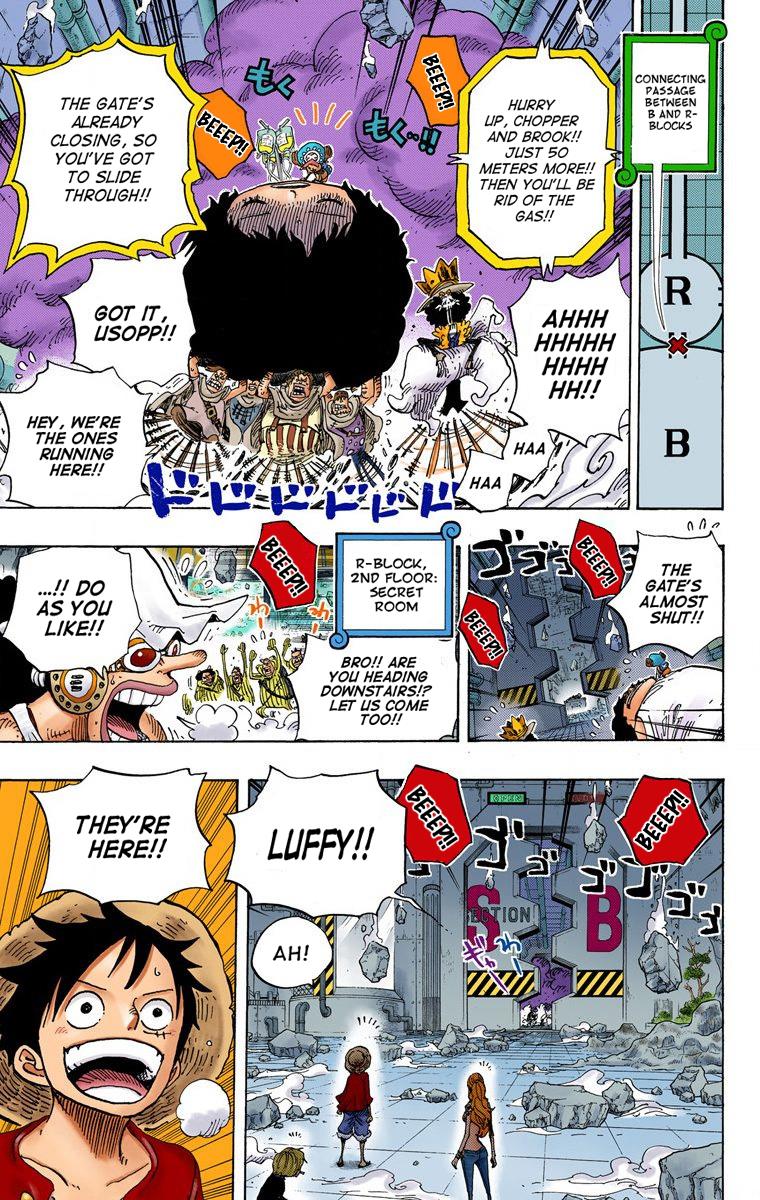 CONNECTING
PASSAGE
BETWEEN
B AND R-
BLOCKS
R
B
BEEEP!!
HURRY
UP, CHOPPER
AND BROOK!!
JUST 50
METERS MORE!!
THEN YOU'LL BE
RID OF THE
GAS!!
もく
もく…!!
BEEEP!!
THE GATE'S
ALREADY
CLOSING, SO
YOU'VE GOT
TO SLIDE
THROUGH!!
GOT IT,
USOPP!!
AHHH
HHHHH
HHHH
HH!!
HEY, WE'RE
THE ONES
RUNNING
HERE!!
HAA
HAA
ドドドドドド
ゴゴゴ
BEEEP!!
BEEEP!!
THE
GATE'S
ALMOST
SHUT!!
R-BLOCK,
2ND FLOOR:
SECRET
ROOM
BEEEP!!
BRO!! ARE
YOU HEADING
DOWNSTAIRS!?
LET US COME
TOO!!
...!! DO
AS YOU
LIKE!!
BEEEP!!
BEEEP!!
ゴゴゴゴゴ
LUFFY!!
AH!
SECTION
B
THEY'RE
HERE!!